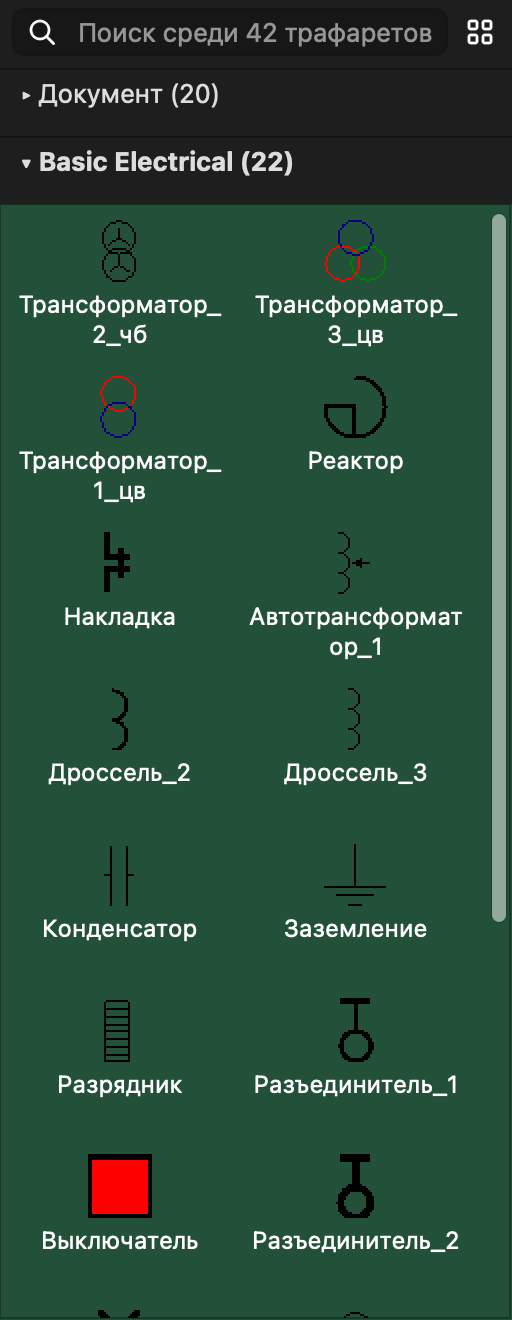 Поиск среди 42 трафаретов
Документ (20)
Basic Electrical (22)
Трансформатор_
2_чб
Трансформатор_
3_цв
Трансформатор_
1_цв
Реактор
Накладка
Автотрансформат
ор_1
Дроссель_2
Дроссель_3
Конденсатор
Заземление
Разрядник
Разъединитель_1
Выключатель
Разъединитель_2